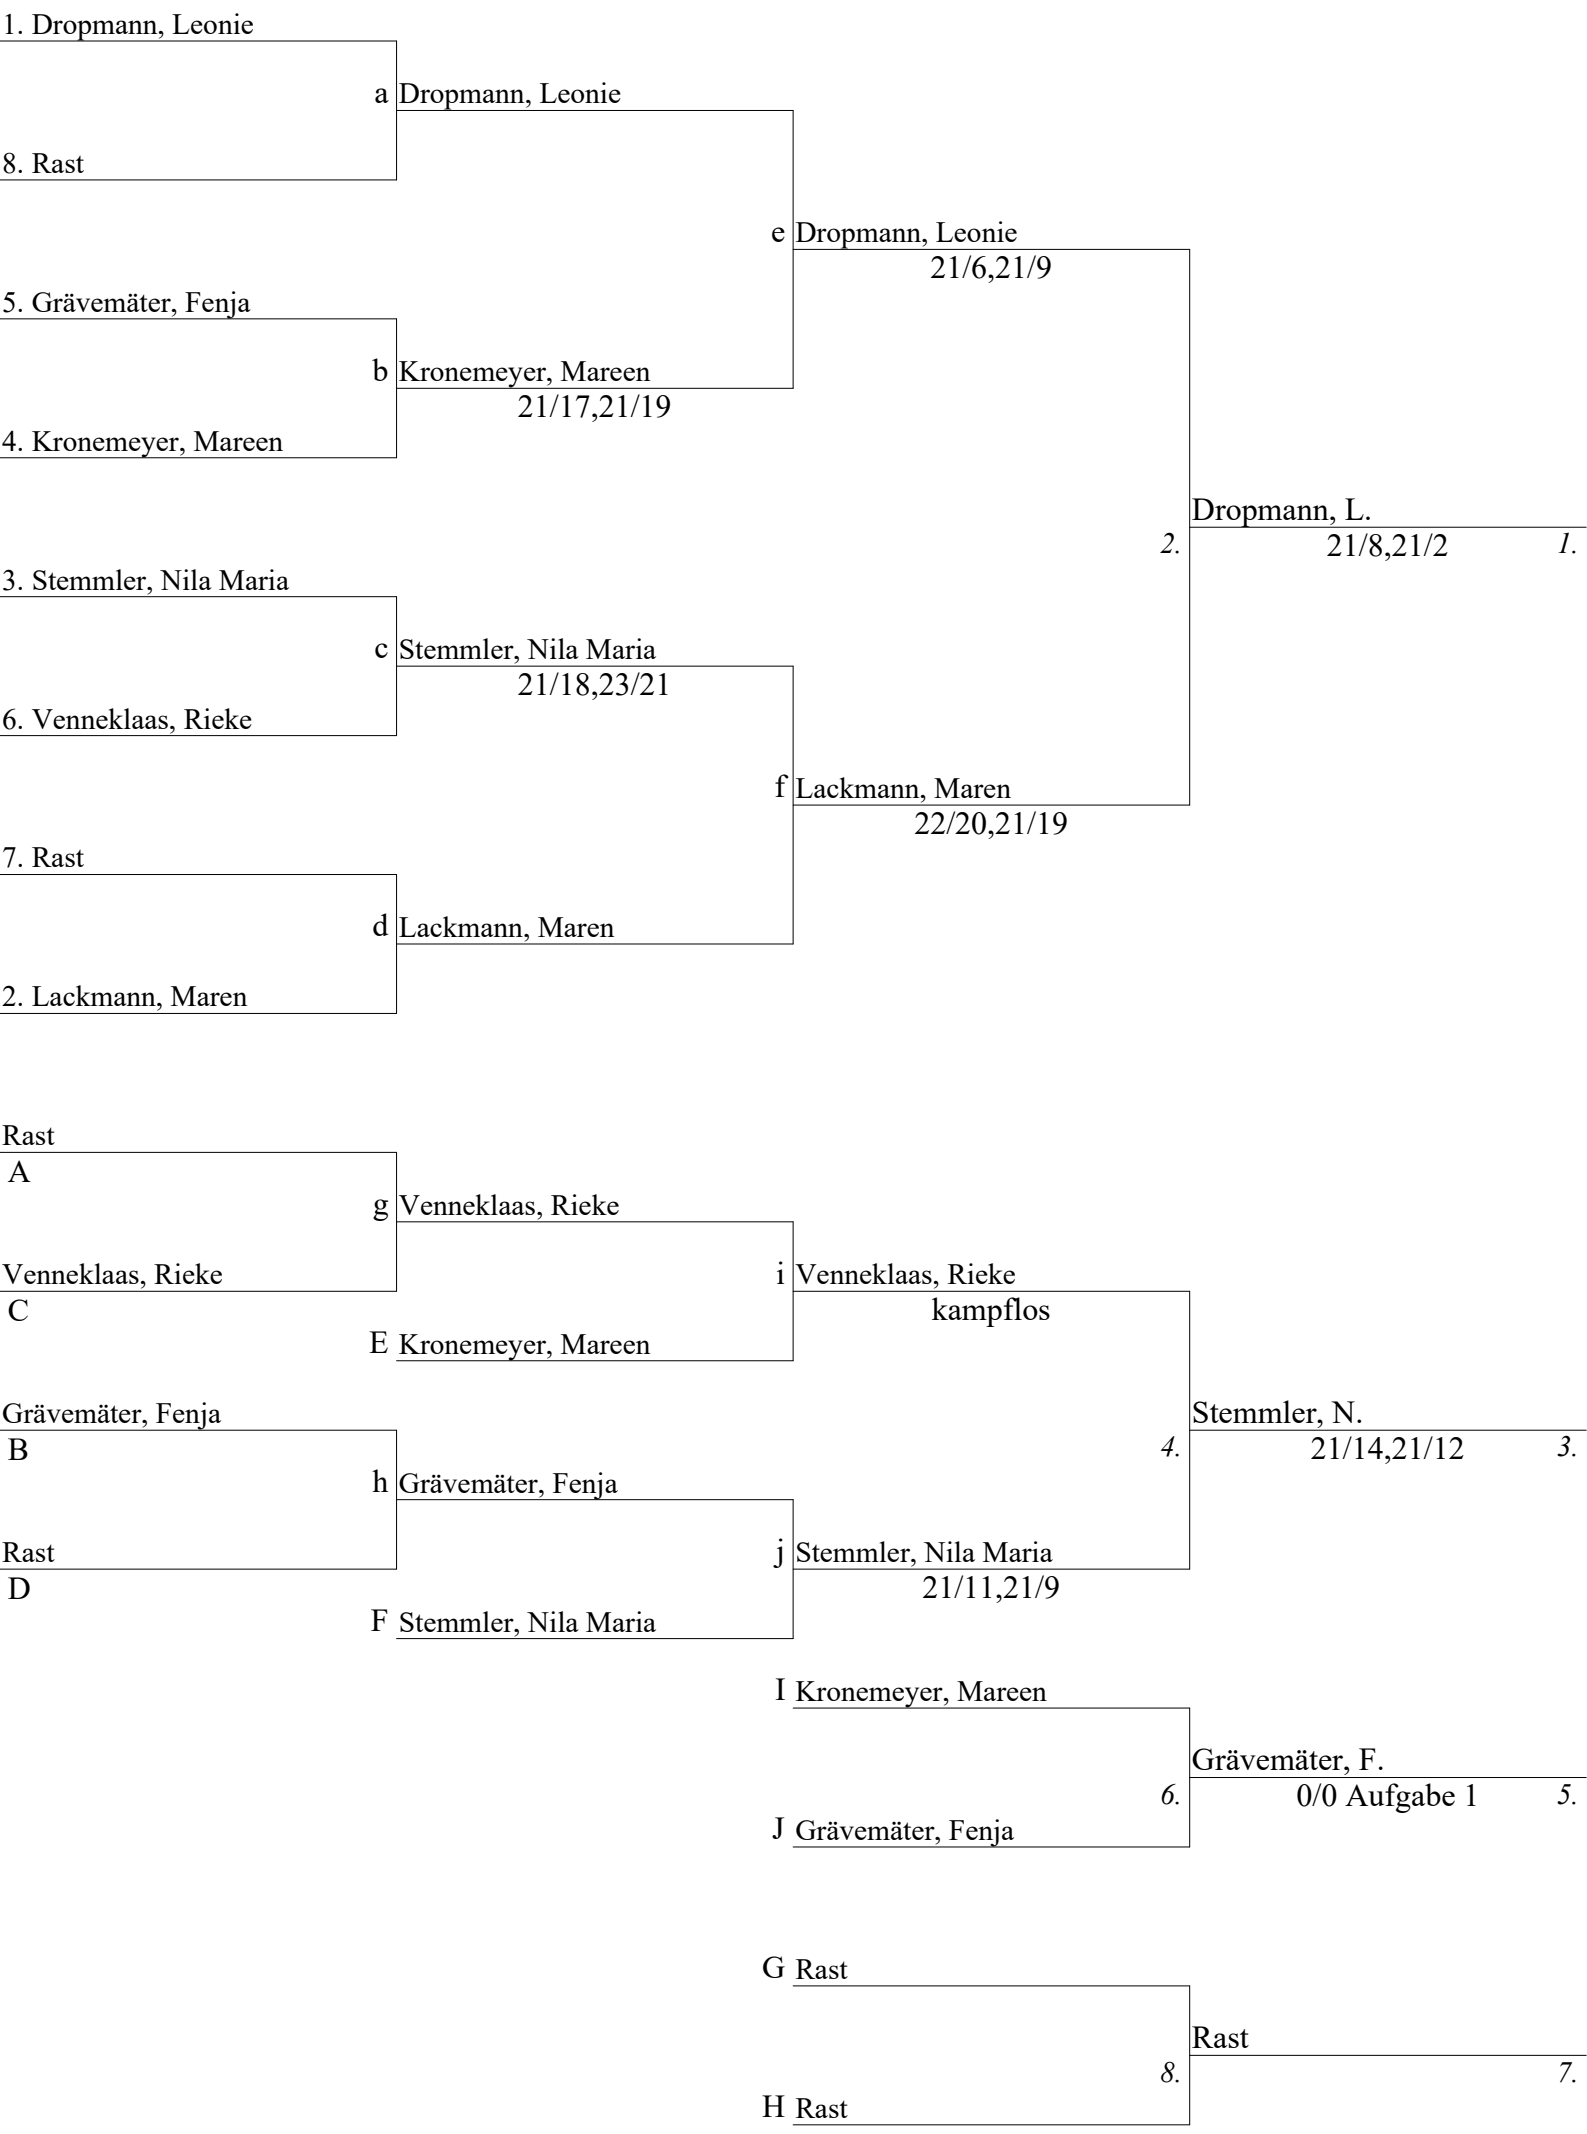 1. Dropmann, Leonie
a Dropmann, Leonie
8. Rast
e Dropmann, Leonie
21/6,21/9
5. Grävemäter, Fenja
b Kronemeyer, Mareen
21/17,21/19
4. Kronemeyer, Mareen
Dropmann, L.
2. 21/8,21/2 1.
3. Stemmler, Nila Maria
c Stemmler, Nila Maria
21/18,23/21
6. Venneklaas, Rieke
f Lackmann, Maren
22/20,21/19
7. Rast
d Lackmann, Maren
2. Lackmann, Maren
Rast
A
g Venneklaas, Rieke
Venneklaas, Rieke i Venneklaas, Rieke
C kampflos
E Kronemeyer, Mareen
Grävemäter, Fenja Stemmler, N.
B 4. 21/14,21/12 3.
h Grävemäter, Fenja
Rast j Stemmler, Nila Maria
D 21/11,21/9
F Stemmler, Nila Maria
I Kronemeyer, Mareen
Grävemäter, F.
6. 0/0 Aufgabe 1 5.
J Grävemäter, Fenja
G Rast
Rast
8. 7.
H Rast